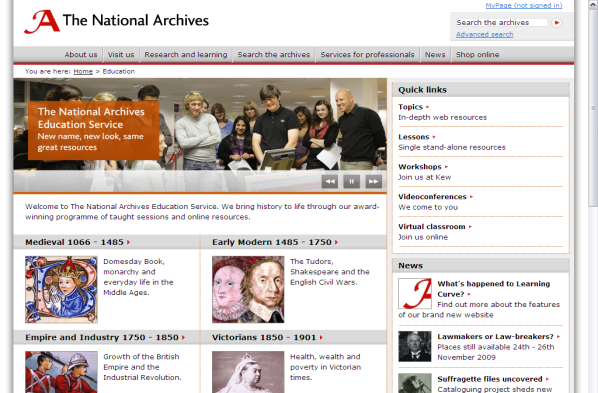 MyPage (not signed in)
The National Archives
Search the archives
Advanced search
About us
Visit us
Research and learning
Search the archives
Services for professionals
News
Shop online
You are here: Home > Education
The National Archives
Education Service
New name, new look, same
great resources
Welcome to The National Archives Education Service. We bring history to life through our award-
winning programme of taught sessions and online resources.
Medieval 1066 - 1485
Domesday Book,
monarchy and
everyday life in the
Middle Ages.
Early Modern 1485 - 1750
The Tudors,
Shakespeare and the
English Civil Wars.
Empire and Industry 1750 - 1850
Growth of the British
Empire and the
Industrial Revolution.
Victorians 1850 - 1901
Health, wealth and
poverty in Victorian
times.
Quick links
Topics
In-depth web resources
Lessons
Single stand-alone resources
Workshops
Join us at Kew
Videoconferences
We come to you
Virtual classroom
Join us online
News
What's happened to Learning
Curve?
Find out more about the features
of our brand new website
Lawmakers or Law-breakers?
Places still available 24th - 26th
November 2009
Suffragette files uncovered
Cataloguing project sheds new